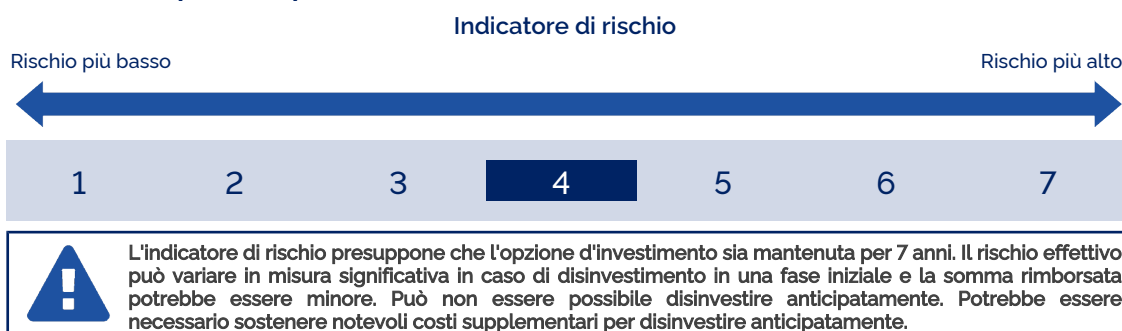 Indicatore di rischio
Rischio più basso
Rischio più alto
1 2 3 4 5 6 7
L'indicatore di rischio presuppone che l'opzione d'investimento sia mantenuta per 7 anni. Il rischio effettivo
può variare in misura significativa in caso di disinvestimento in una fase iniziale e la somma rimborsata
potrebbe essere minore. Può non essere possibile disinvestire anticipatamente. Potrebbe essere
necessario sostenere notevoli costi supplementari per disinvestire anticipatamente.